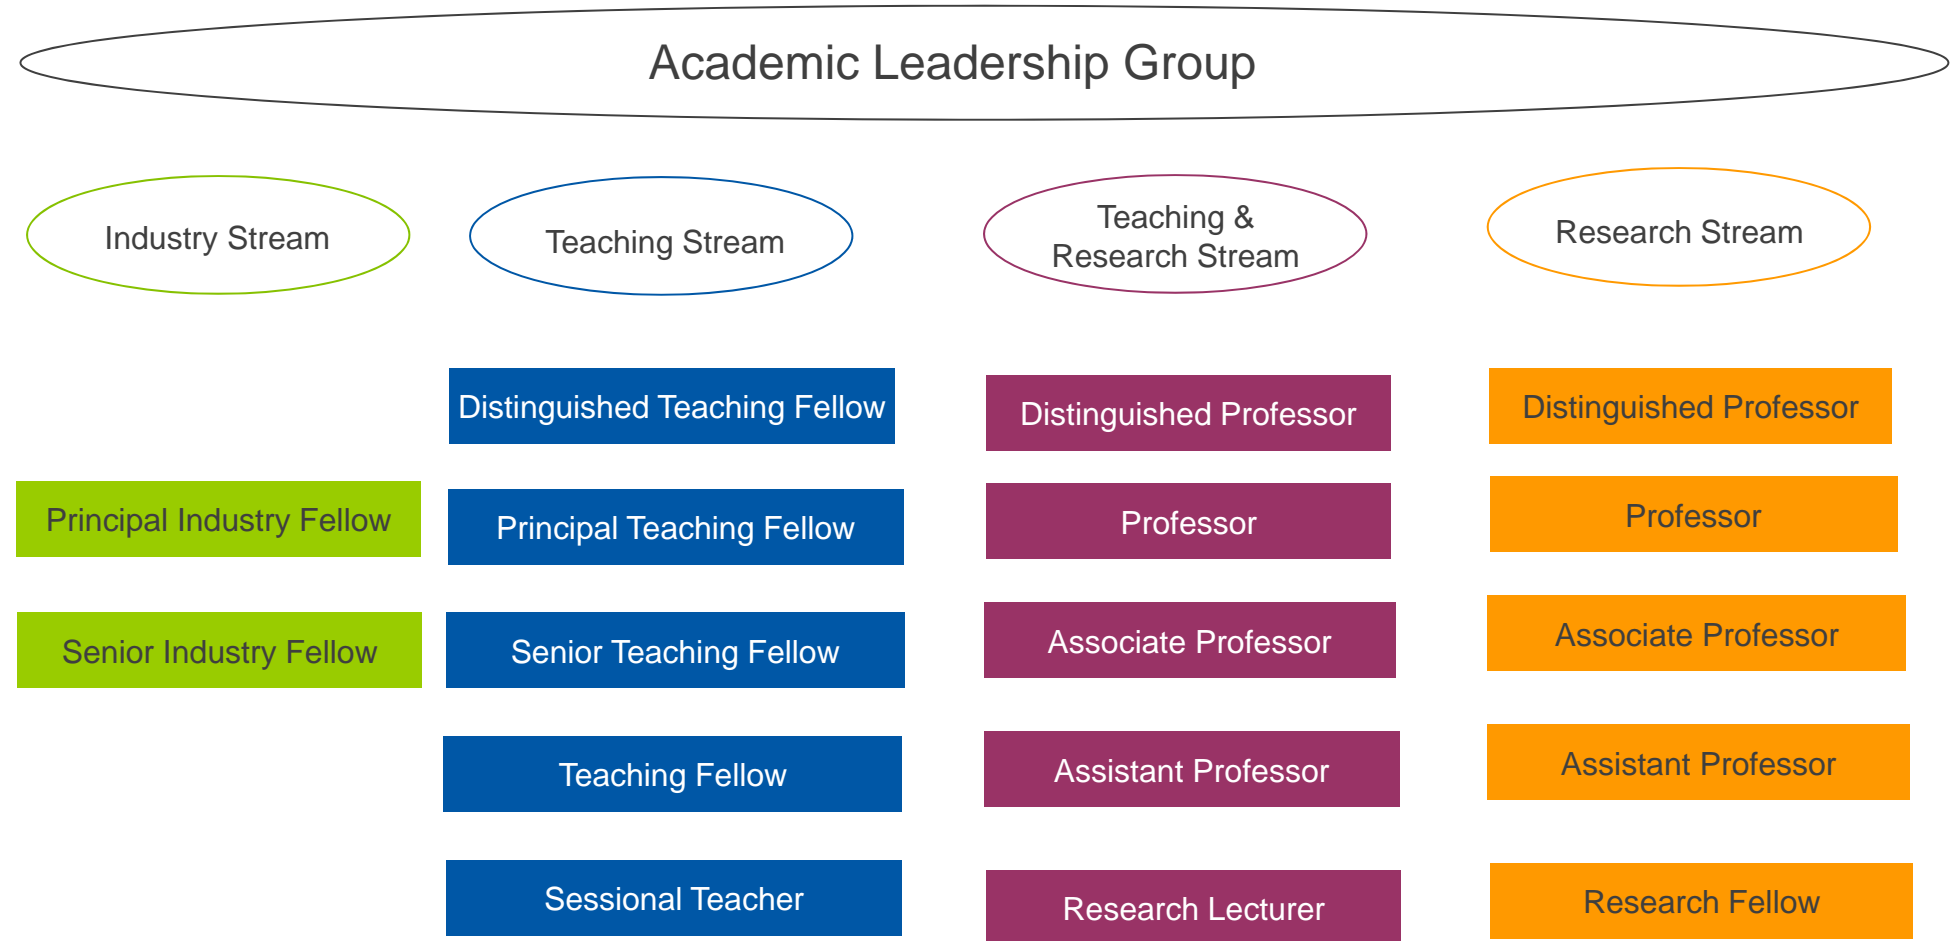 Academic Leadership Group
Industry Stream
Teaching Stream
Teaching &
Research Stream
Research Stream
Distinguished Teaching Fellow
Distinguished Professor
Distinguished Professor
Principal Industry Fellow
Principal Teaching Fellow
Professor
Professor
Senior Industry Fellow
Senior Teaching Fellow
Associate Professor
Associate Professor
Teaching Fellow
Assistant Professor
Assistant Professor
Sessional Teacher
Research Lecturer
Research Fellow